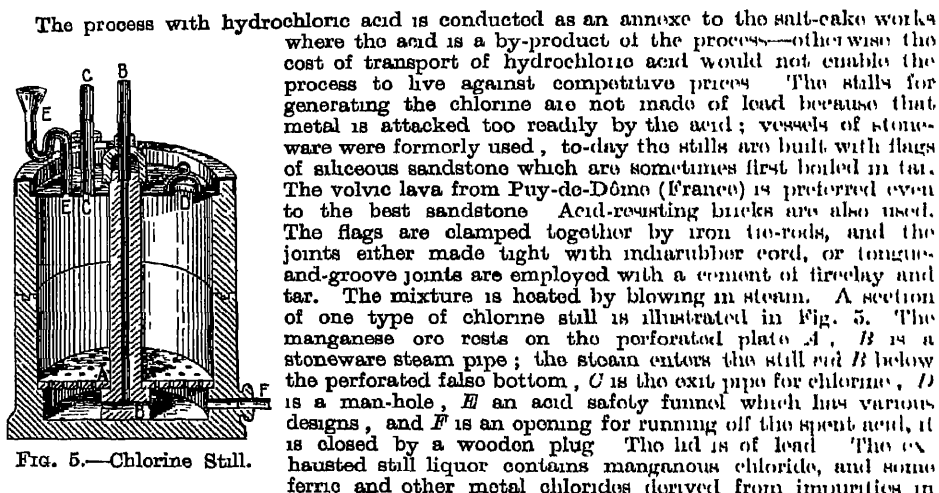 The process with hydrochloric acid is conducted as an annexe to the salt-cake works
where the acid is a by-product of the process—otherwise the
cost of transport of hydrochloric acid would not enable the
process to live against competitive prices The stills for
generating the chlorine are not made of lead because that
metal is attacked too readily by the acid; vessels of stone-
ware were formerly used, to-day the stills are built with flags
of siliceous sandstone which are sometimes first boiled in tar.
The volvic lava from Puy-de-Dôme (France) is preferred even
to the best sandstone Acid-resisting bricks are also used.
The flags are clamped together by iron tie-rods, and the
joints either made tight with indiarubber cord, or tongue-
and-groove joints are employed with a cement of fireclay and
tar. The mixture is heated by blowing in steam. A section
of one type of chlorine still is illustrated in Fig. 5. The
manganese ore rests on the perforated plate A, B is a
stoneware steam pipe; the steam enters the still viâ B below
the perforated false bottom, C is the exit pipe for chlorine, D
is a man-hole, E an acid safety funnel which has various
designs, and F is an opening for running off the spent acid, it
is closed by a wooden plug The lid is of lead The ex
hausted still liquor contains manganous chloride, and some
ferric and other metal chlorides derived from impurities in
C B
E
E C D
A
B F
FIG. 5.—Chlorine Still.